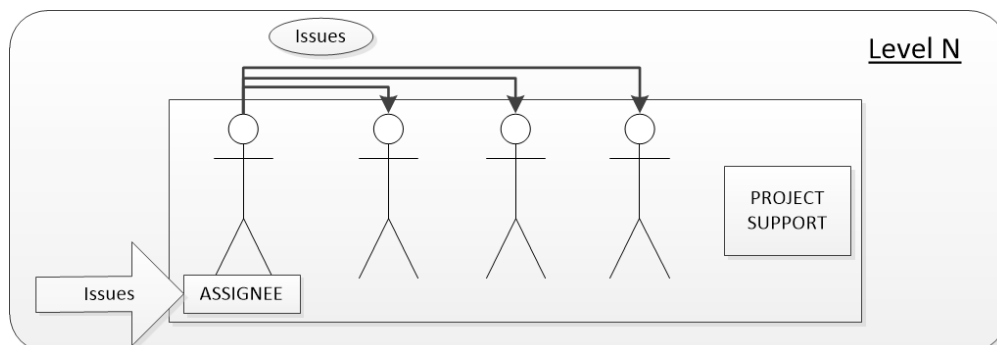 Issues
Level N
PROJECT
SUPPORT
Issues
ASSIGNEE